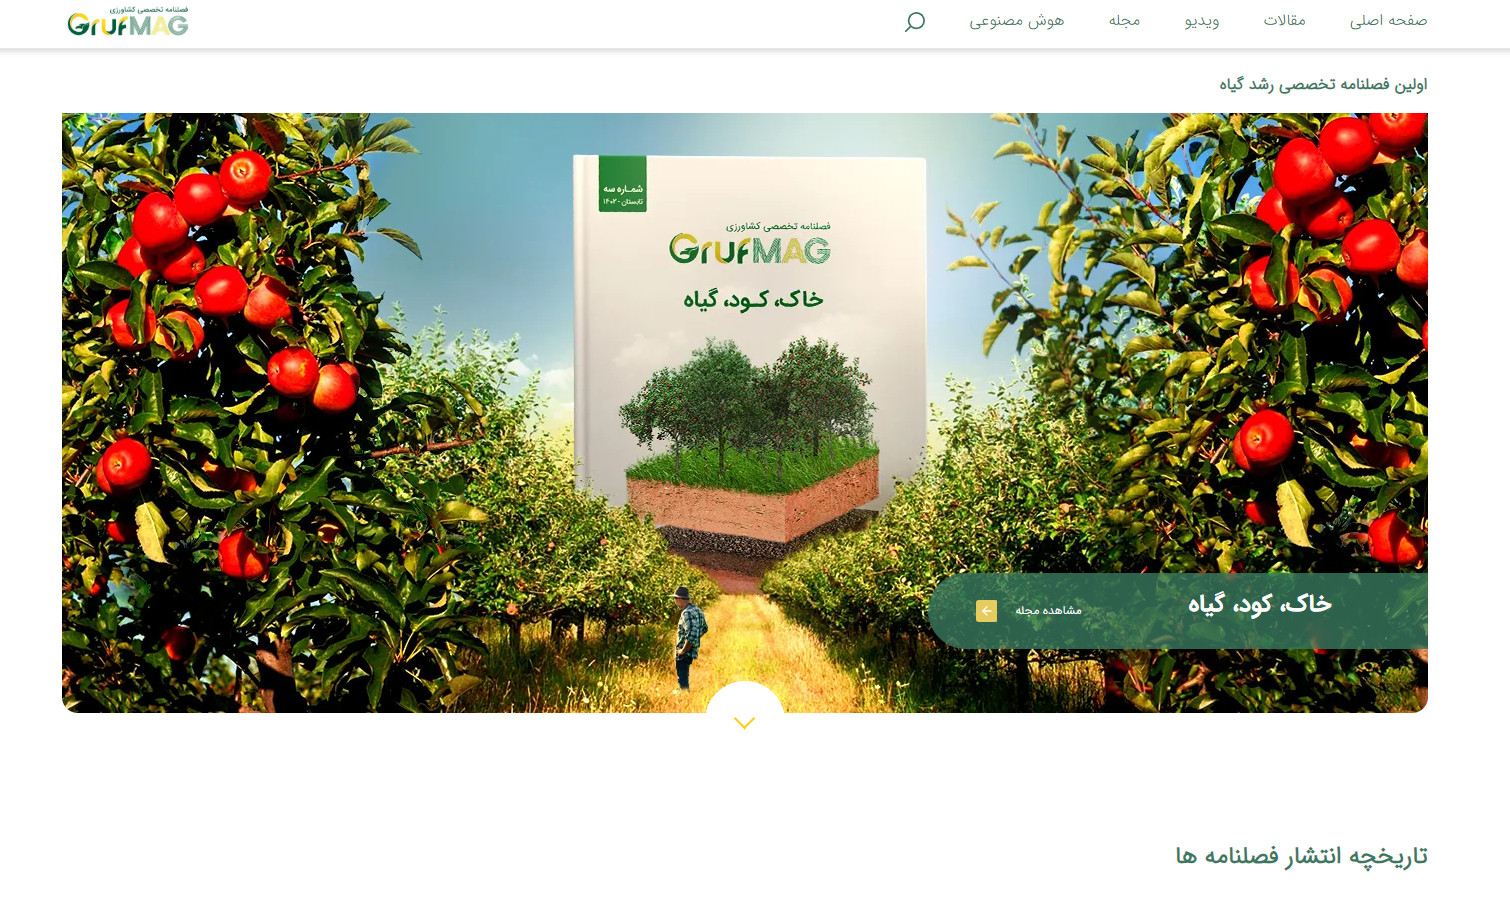 صفحه اصلی
مقالات
ویدیو
مجله
هوش مصنوعی
فصلنامه تخصصی کشاورزی
GrufMAG
اولین فصلنامه تخصصی رشد گیاه
شماره سه
تابستان - ۱۴۰۲
فصلنامه تخصصی کشاورزی
GrufMAG
خاک، کـود، گیاه
خاک، کود، گیاه
مشاهده مجله
تاریخچه انتشار فصلنامه ها